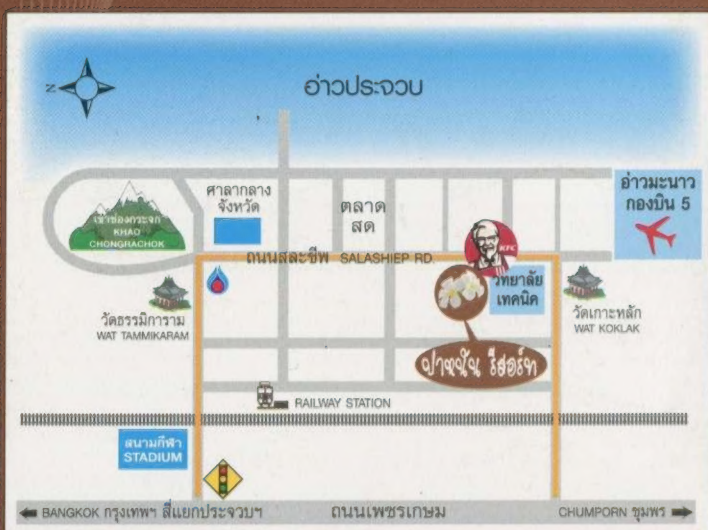 N
อ่าวประจวบ
เขาช่องกระจก
KHAO
CHONGRACHOK
ศาลากลาง
จังหวัด
ตลาด
สด
อ่าวมะนาว
กองบิน 5
KFC
ถนนสละชีพ SALASHIEP RD.
วิทยาลัย
เทคนิค
วัดธรรมิการาม
WAT TAMMIKARAM
วัดเกาะหลัก
WAT KOKLAK
ปาหนัน รีสอร์ท
RAILWAY STATION
สนามกีฬา
STADIUM
BANGKOK กรุงเทพฯ สี่แยกประจวบฯ ถนนเพชรเกษม CHUMPORN ชุมพร